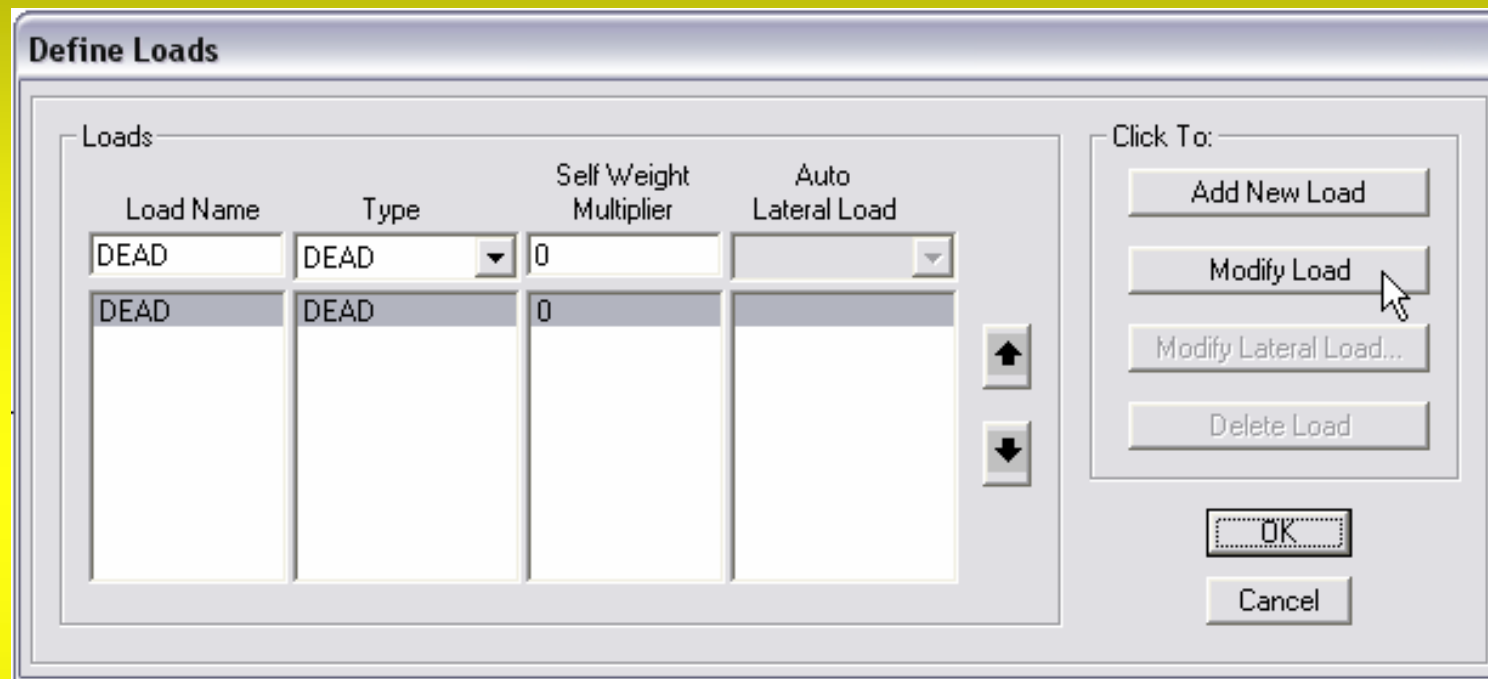 Define Loads
Loads
Click To:
Self Weight Auto
Load Name Type Multiplier Lateral Load
DEAD DEAD 0
DEAD DEAD 0
Add New Load
Modify Load
Modify Lateral Load...
Delete Load
OK
Cancel